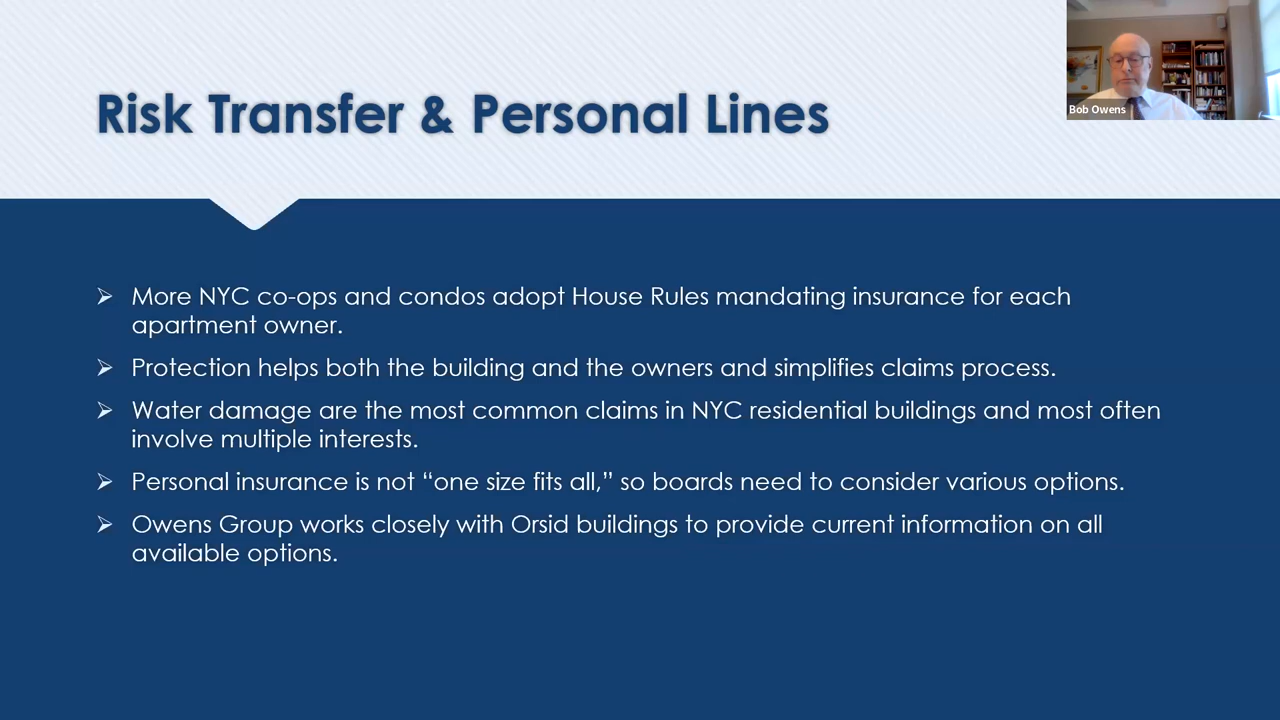 Risk Transfer & Personal Lines
Bob Owens
More NYC co-ops and condos adopt House Rules mandating insurance for each
apartment owner.
Protection helps both the building and the owners and simplifies claims process.
Water damage are the most common claims in NYC residential buildings and most often
involve multiple interests.
Personal insurance is not “one size fits all,” so boards need to consider various options.
Owens Group works closely with Orsid buildings to provide current information on all
available options.